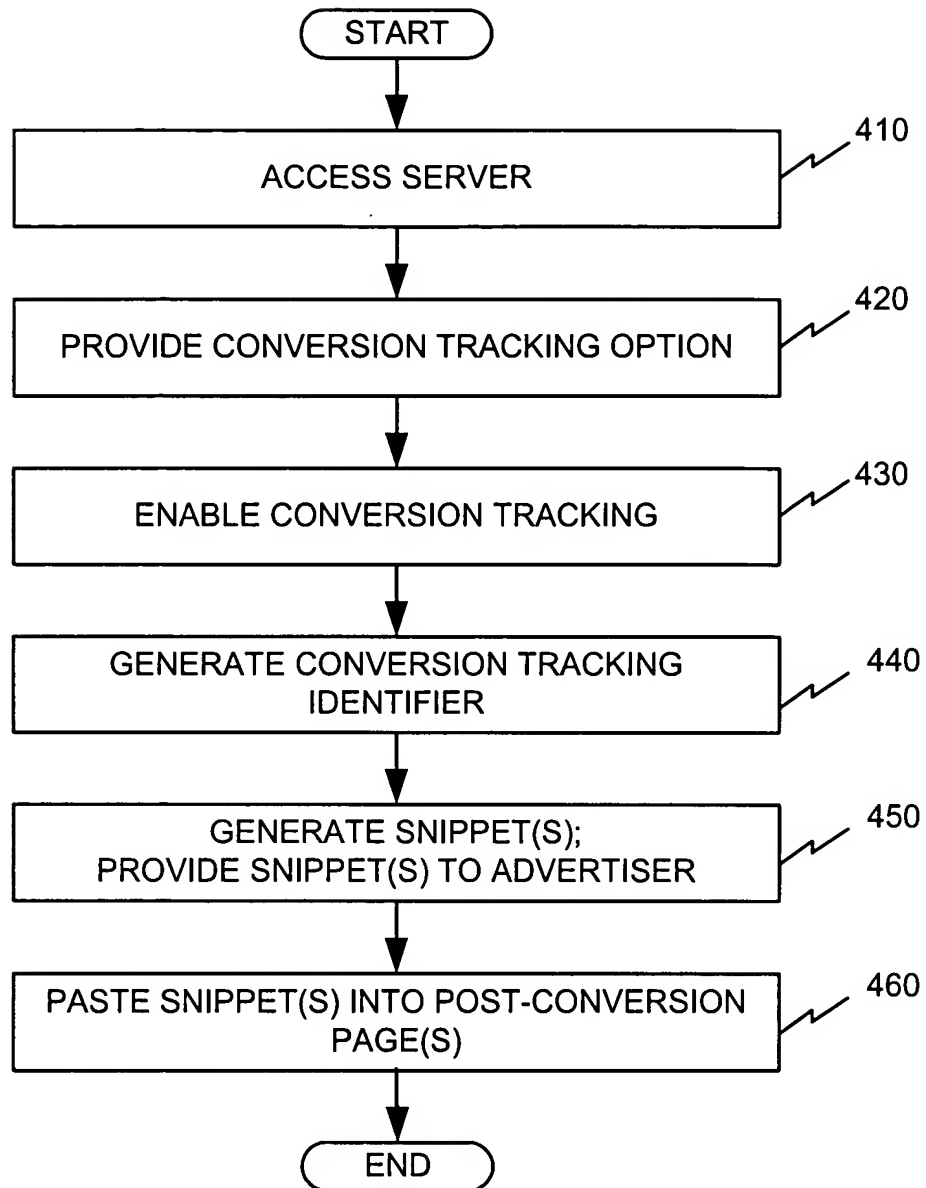 START
ACCESS SERVER
410
PROVIDE CONVERSION TRACKING OPTION
420
ENABLE CONVERSION TRACKING
430
GENERATE CONVERSION TRACKING
IDENTIFIER
440
GENERATE SNIPPET(S);
PROVIDE SNIPPET(S) TO ADVERTISER
450
PASTE SNIPPET(S) INTO POST-CONVERSION
PAGE(S)
460
END